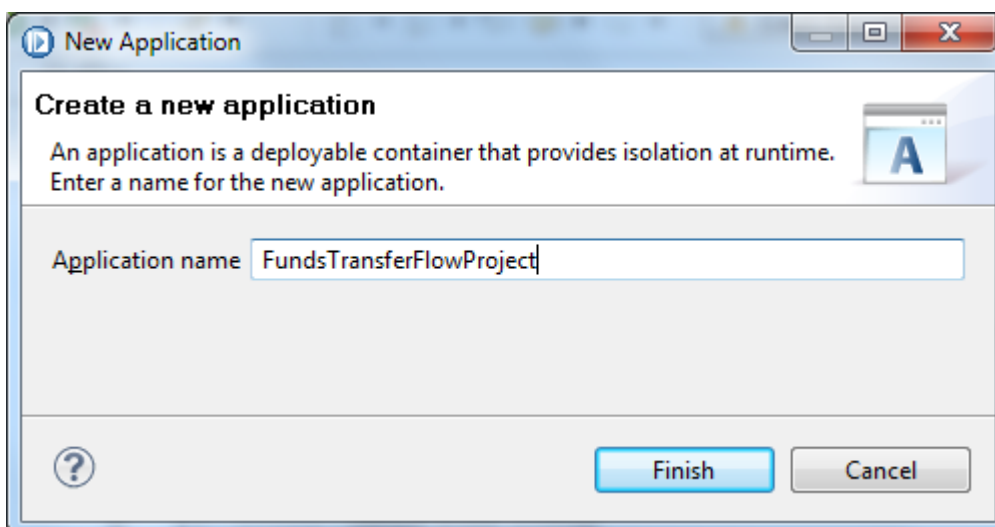 New Application
Create a new application
An application is a deployable container that provides isolation at runtime.
Enter a name for the new application.
A
Application name FundsTransferFlowProject
?
Finish Cancel